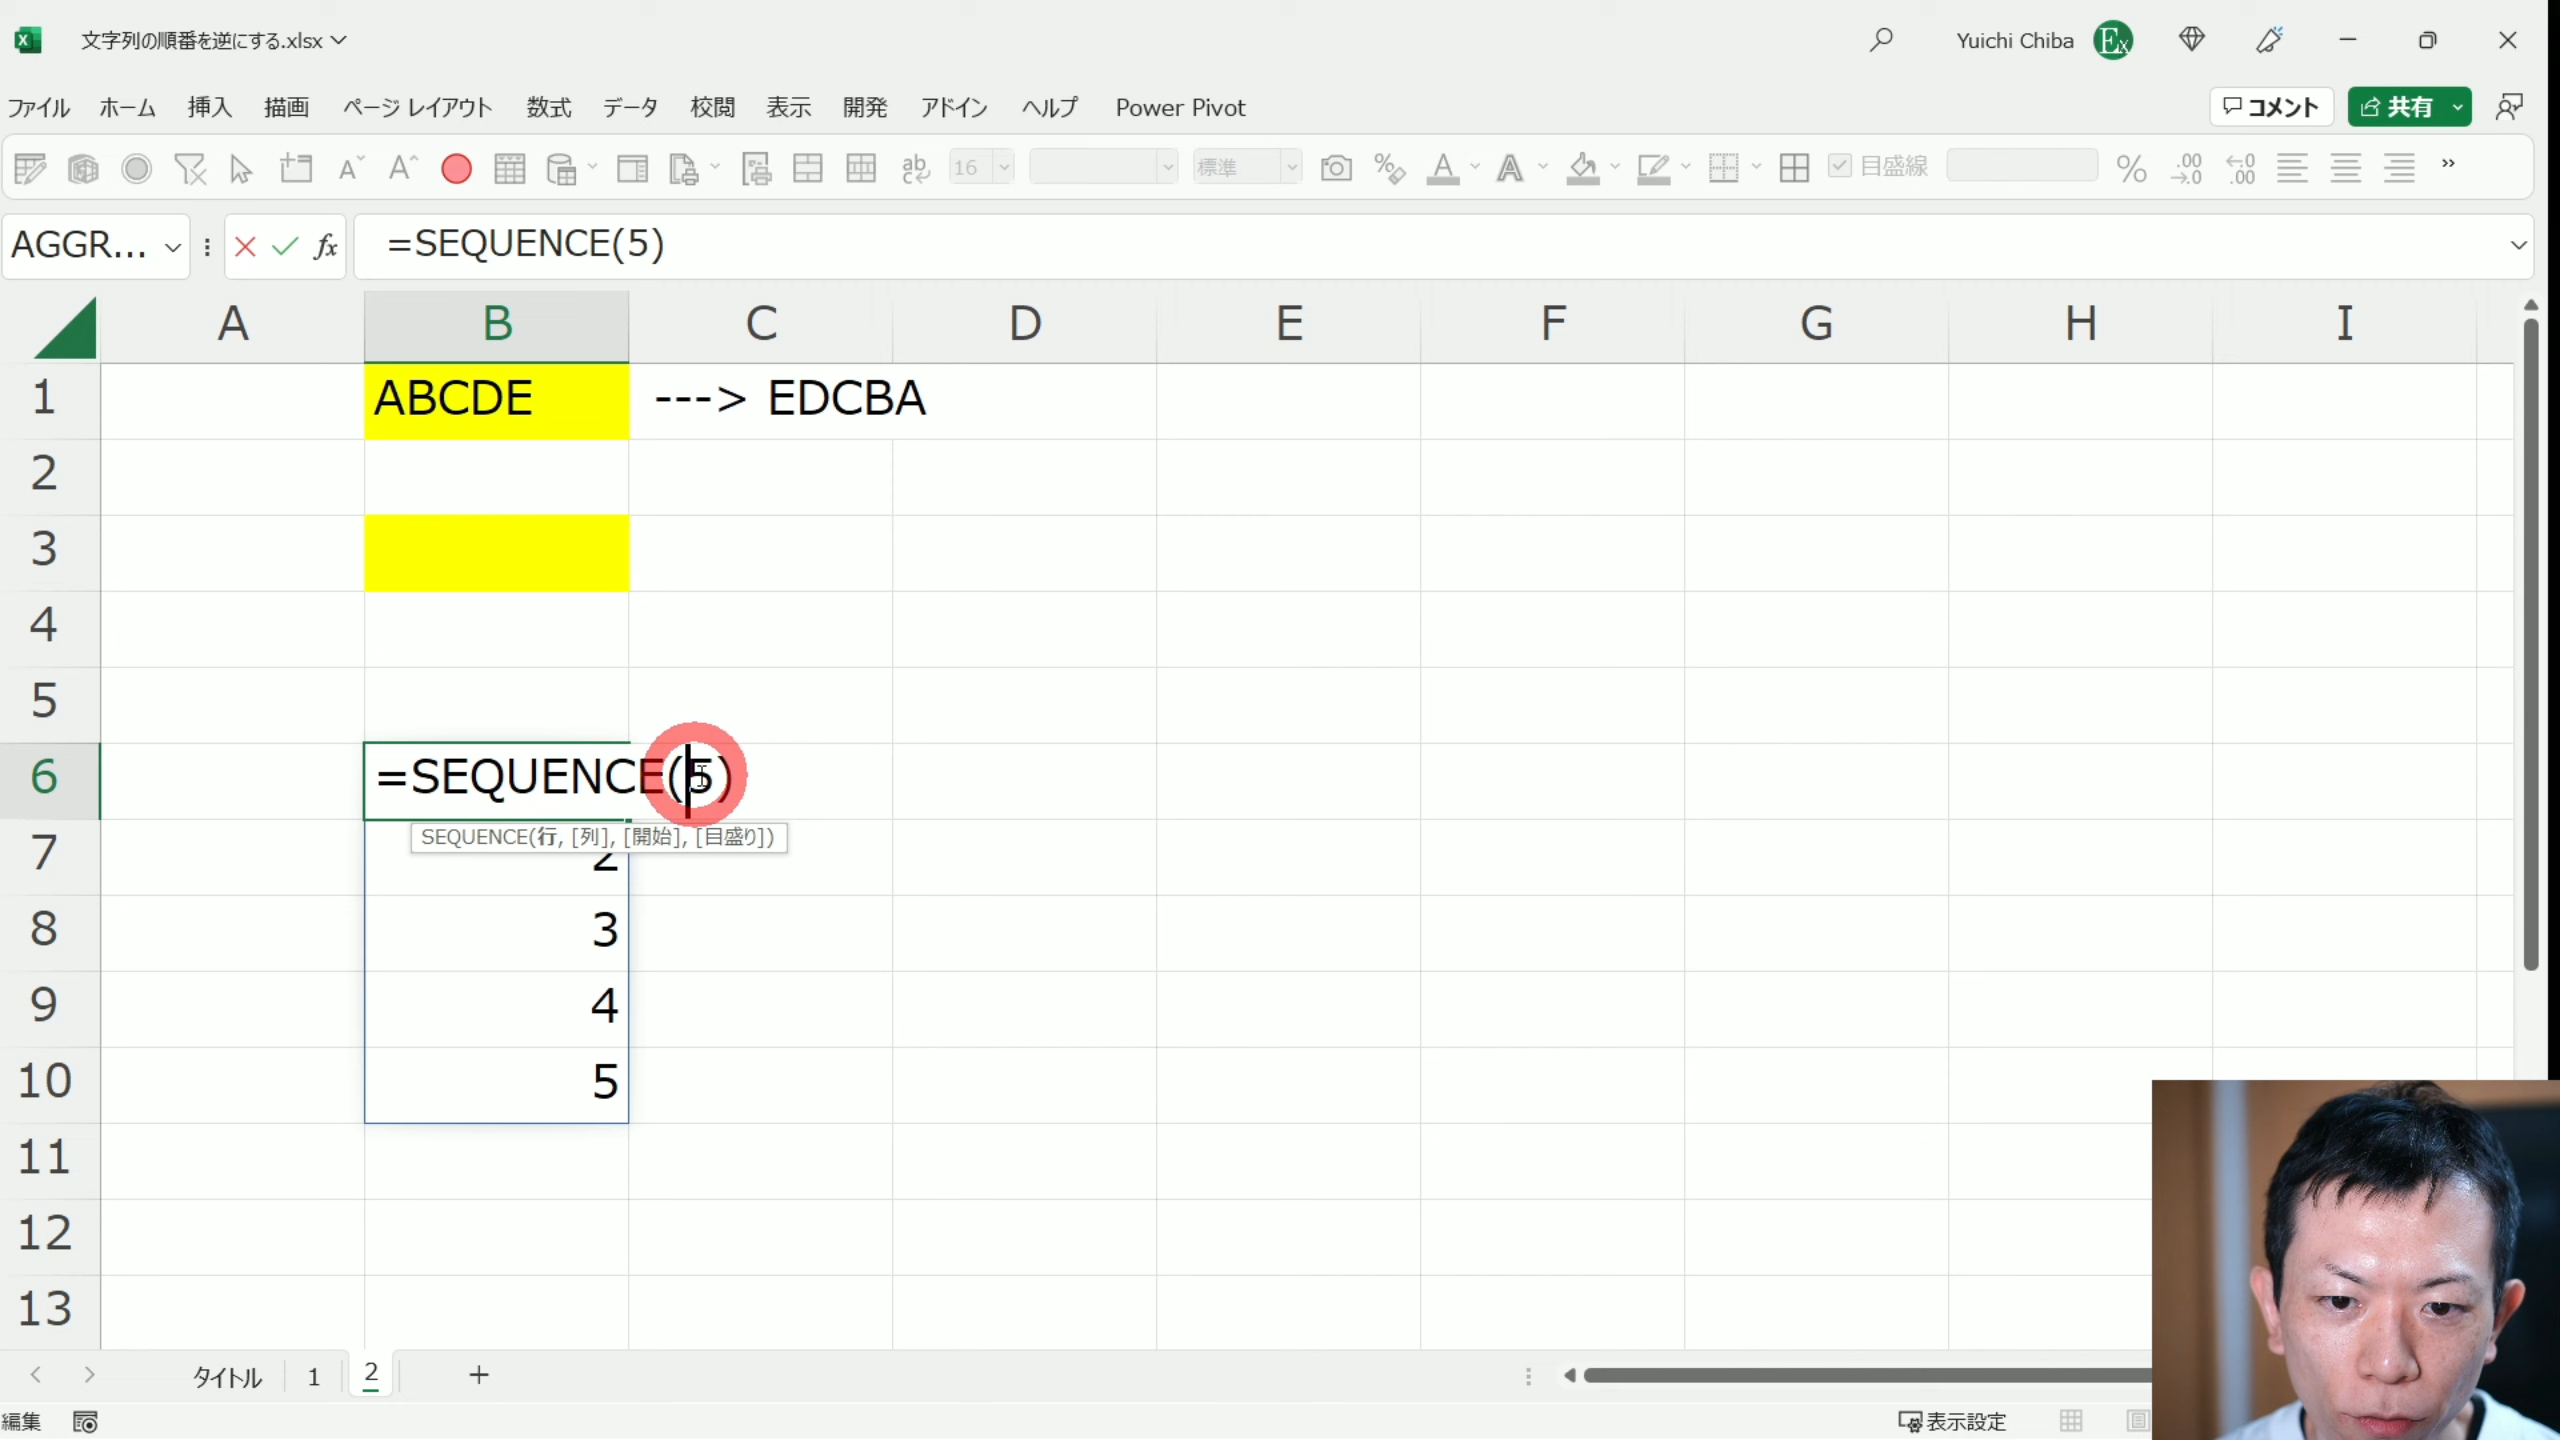 文字列の順番を逆にする.xlsx
Yuichi Chiba
ファイル ホーム 挿入 描画 ページ レイアウト 数式 データ 校閲 表示 開発 アドイン ヘルプ Power Pivot コメント 共有
16 標準 目盛線
AGGR... =SEQUENCE(5)
A B C D E F G H I
1 ABCDE ---> EDCBA
2
3
4
5
6 =SEQUENCE(5)
SEQUENCE(行, [列], [開始], [目盛り])
7 2
8 3
9 4
10 5
11
12
13
タイトル 1 2
編集 表示設定